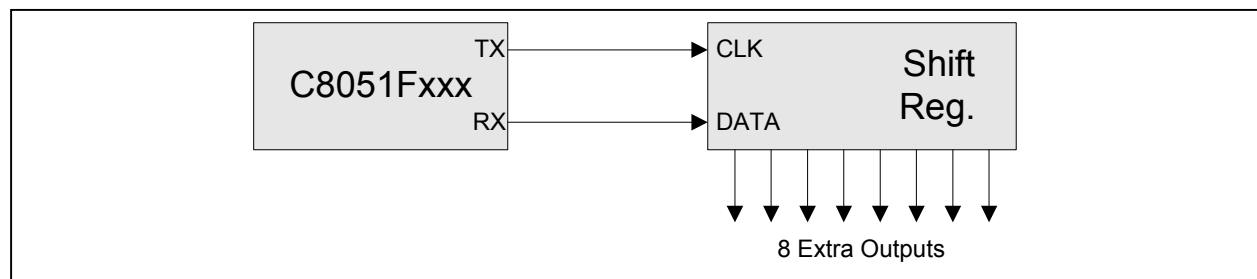 TX
CLK
C8051Fxxx
Shift
Reg.
RX
DATA
8 Extra Outputs